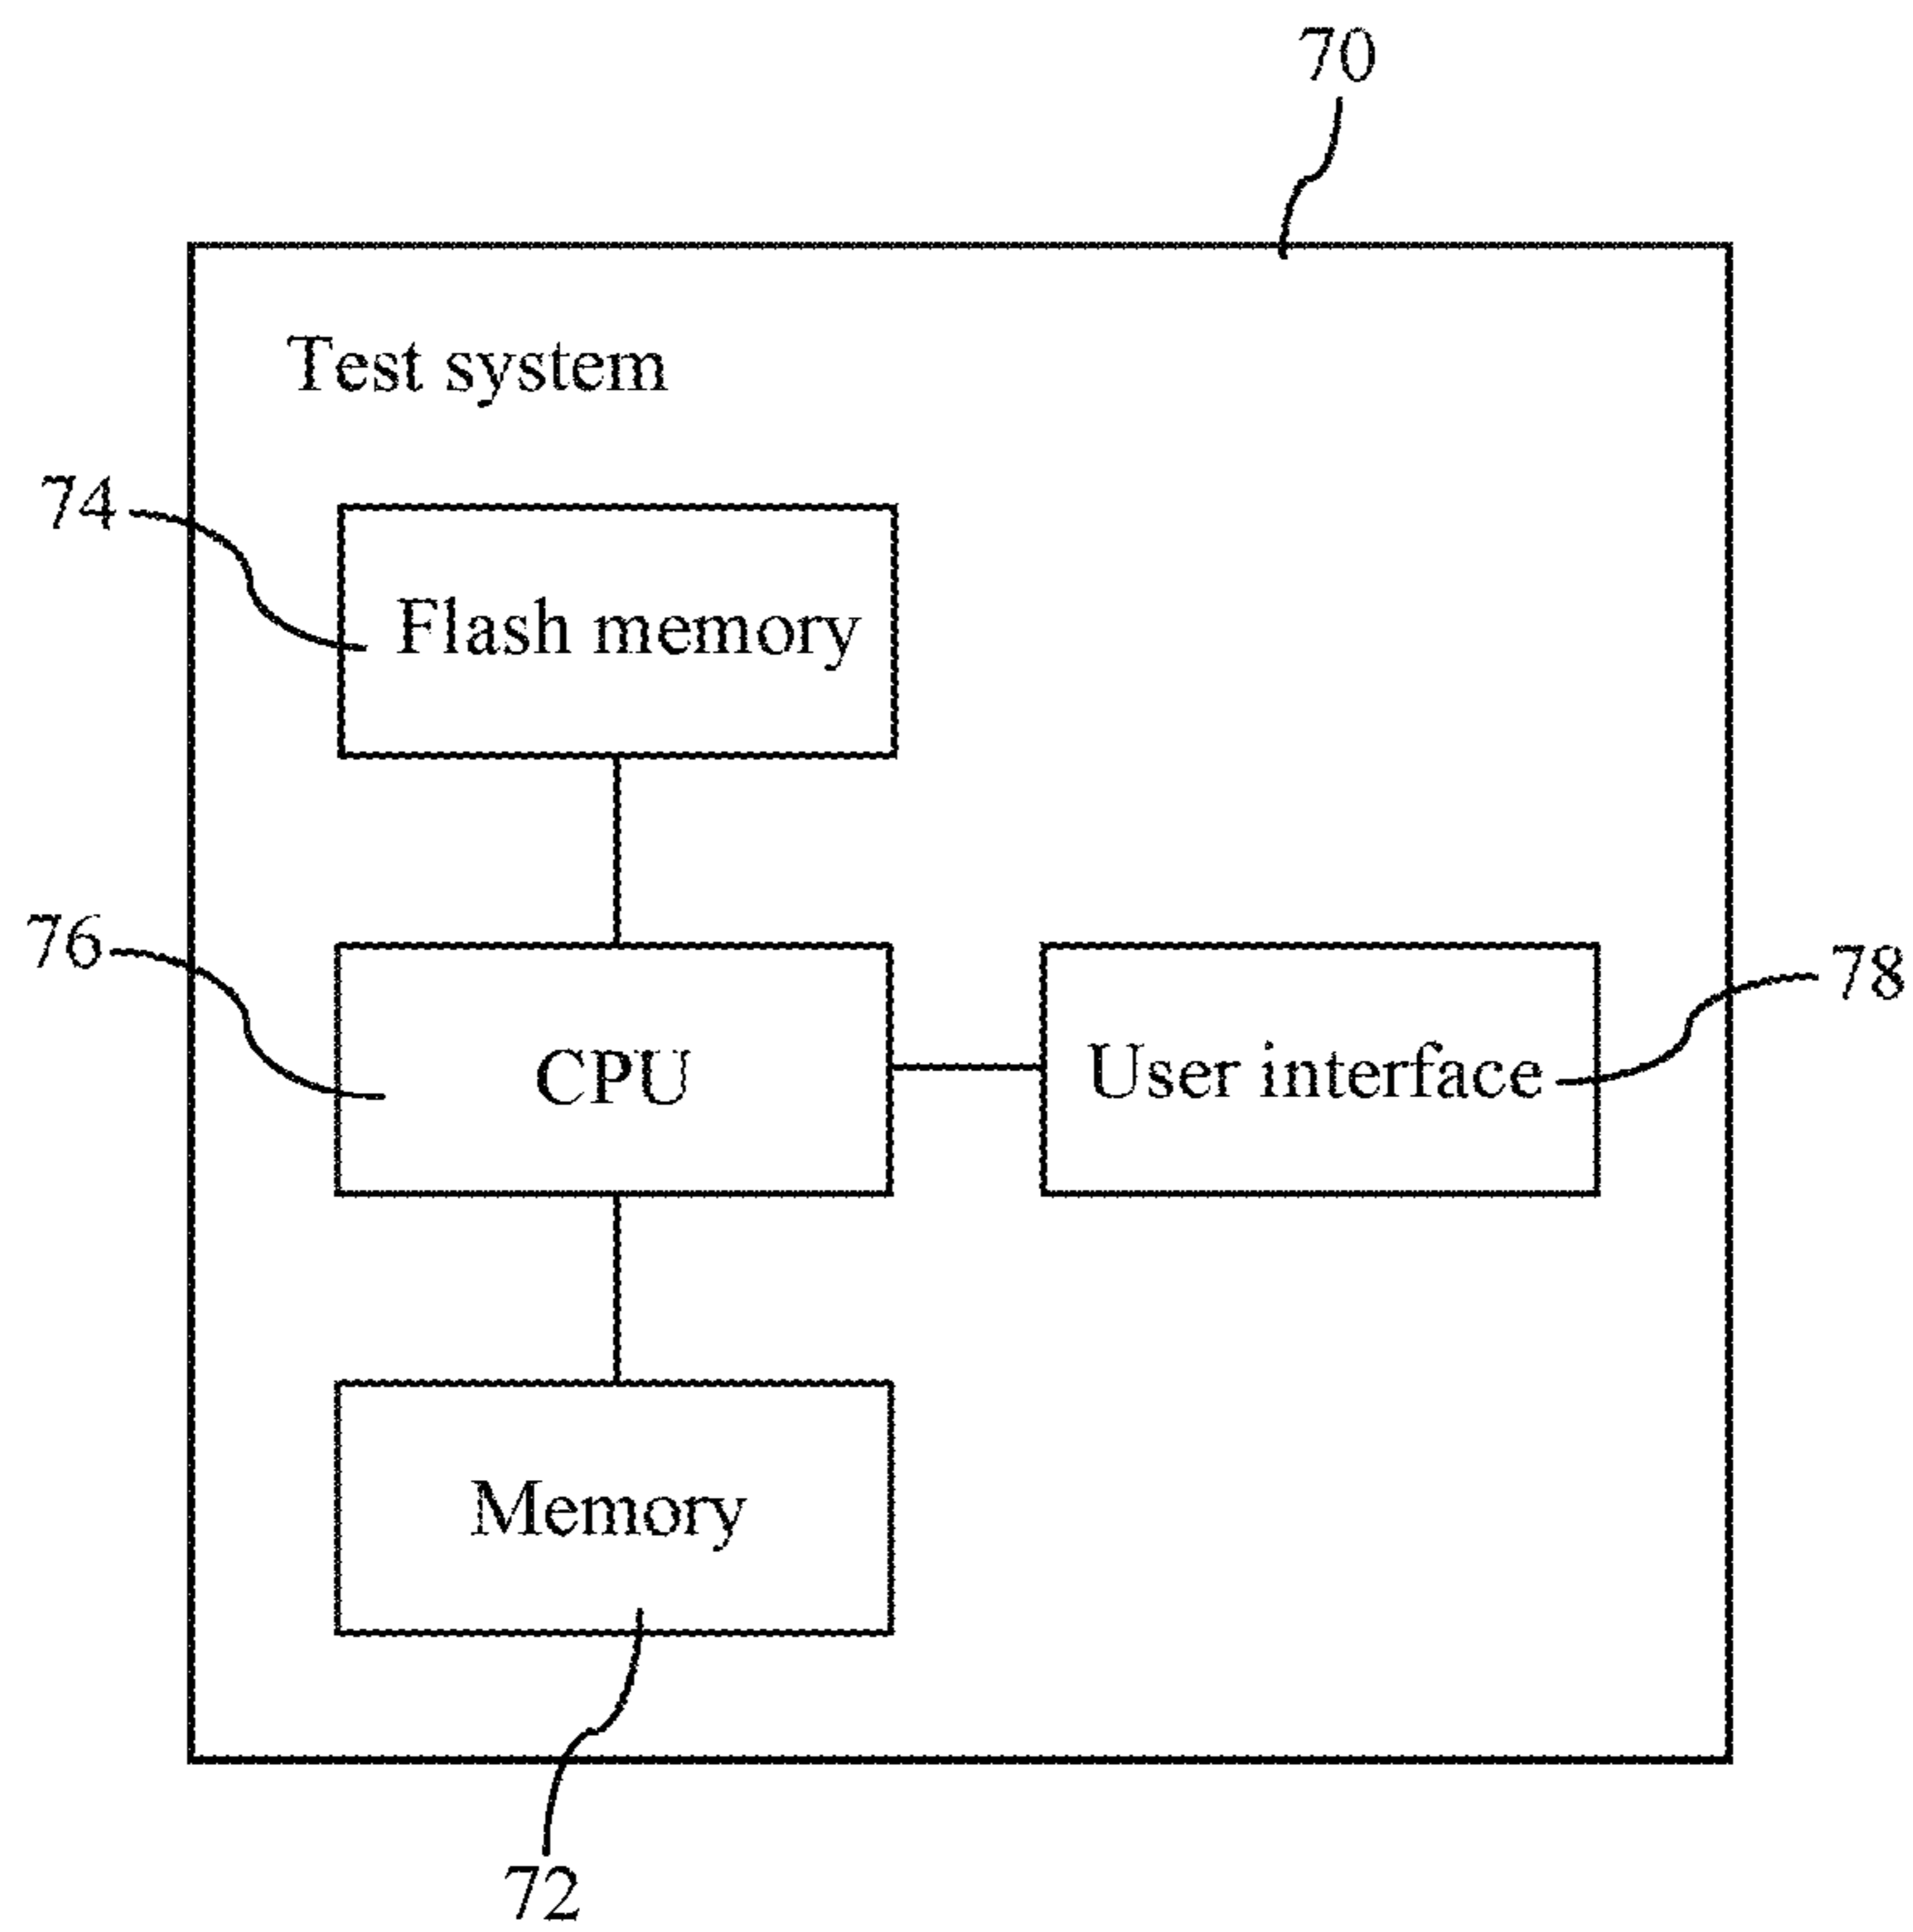 70
Test system
74
Flash memory
76
CPU
User interface
78
Memory
72